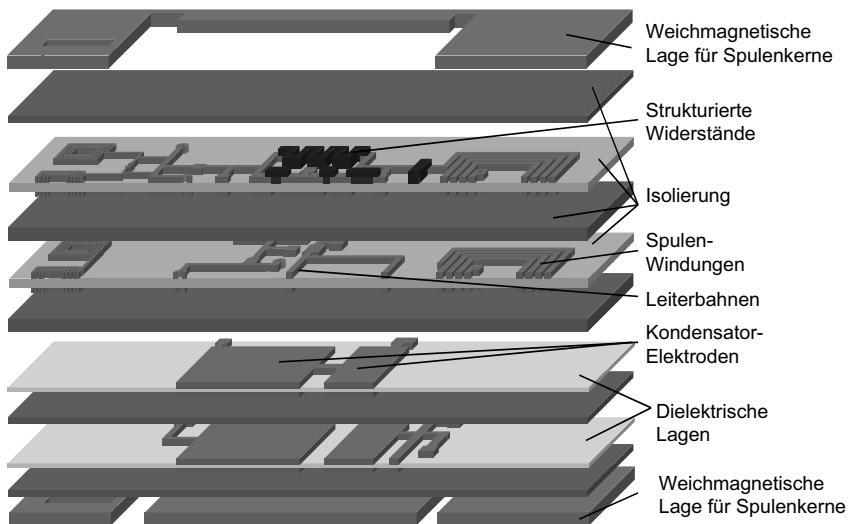 Weichmagnetische
Lage für Spulenkerne
Strukturierte
Widerstände
Isolierung
Spulen-
Windungen
Leiterbahnen
Kondensator-
Elektroden
Dielektrische
Lagen
Weichmagnetische
Lage für Spulenkerne